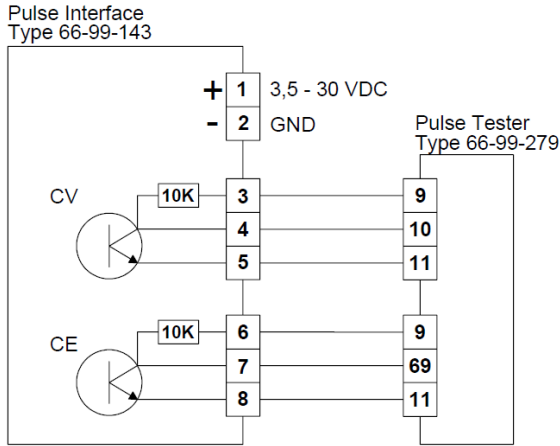 Pulse Interface
Type 66-99-143
+ 1 3,5 - 30 VDC
- 2 GND
Pulse Tester
Type 66-99-279
CV
10K 3 9
4 10
5 11
CE
10K 6 9
7 69
8 11